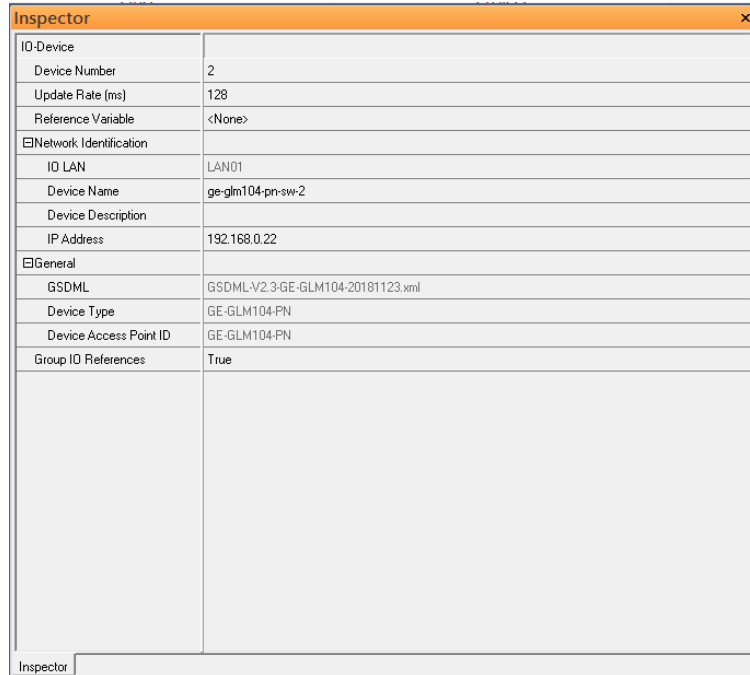 Inspector
IO-Device
Device Number 2
Update Rate (ms) 128
Reference Variable <None>
Network Identification
IO LAN LAN01
Device Name ge-glm104-pn-sw-2
Device Description
IP Address 192.168.0.22
General
GSDML GSDML-V2.3-GE-GLM104-20181123.xml
Device Type GE-GLM104-PN
Device Access Point ID GE-GLM104-PN
Group IO References True
Inspector